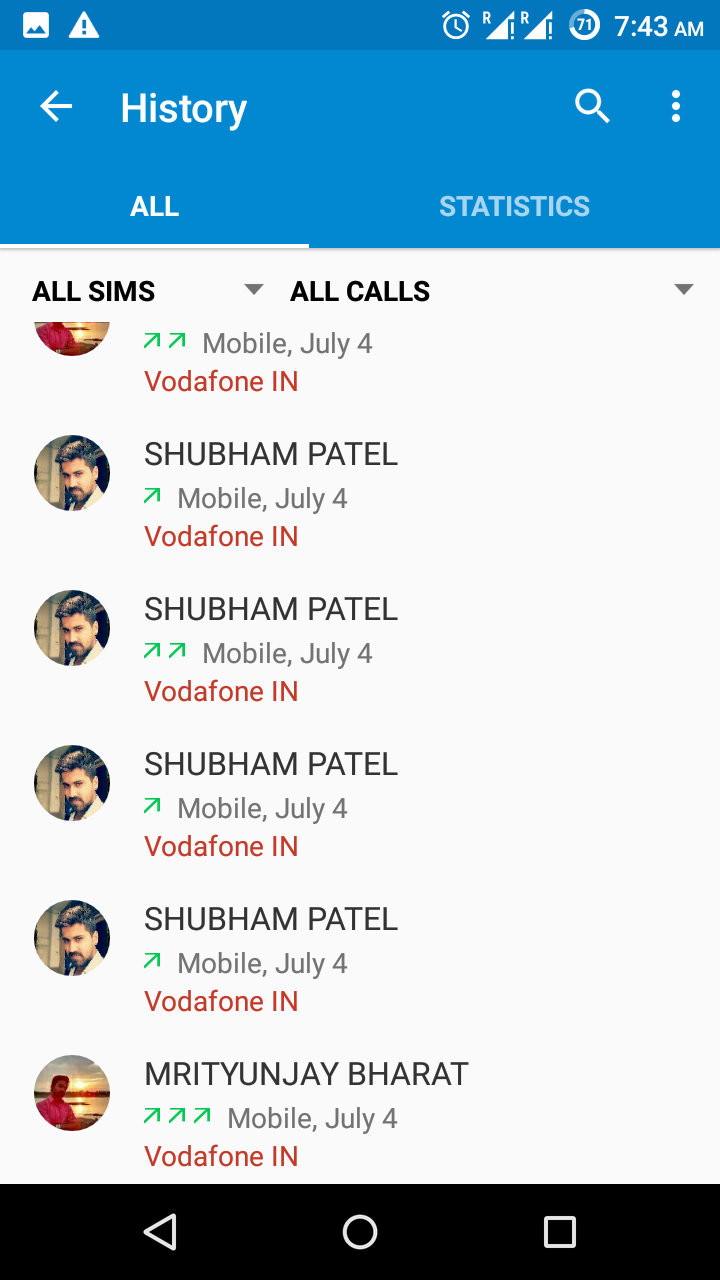 R R 71 7:43 AM
History
ALL STATISTICS
ALL SIMS ALL CALLS
Mobile, July 4
Vodafone IN
SHUBHAM PATEL
Mobile, July 4
Vodafone IN
SHUBHAM PATEL
Mobile, July 4
Vodafone IN
SHUBHAM PATEL
Mobile, July 4
Vodafone IN
SHUBHAM PATEL
Mobile, July 4
Vodafone IN
MRITYUNJAY BHARAT
Mobile, July 4
Vodafone IN